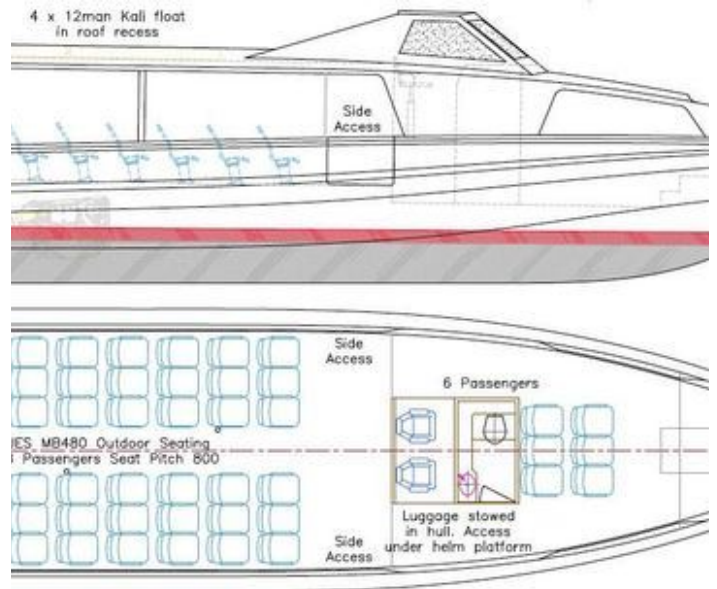 4 x 12man Kali float
in roof recess
Side
Access
Side
Access
6 Passengers
MB480 Outdoor Seating
Passengers Seat Pitch 800
Luggage stowed
in hull. Access
under helm platform
Side
Access